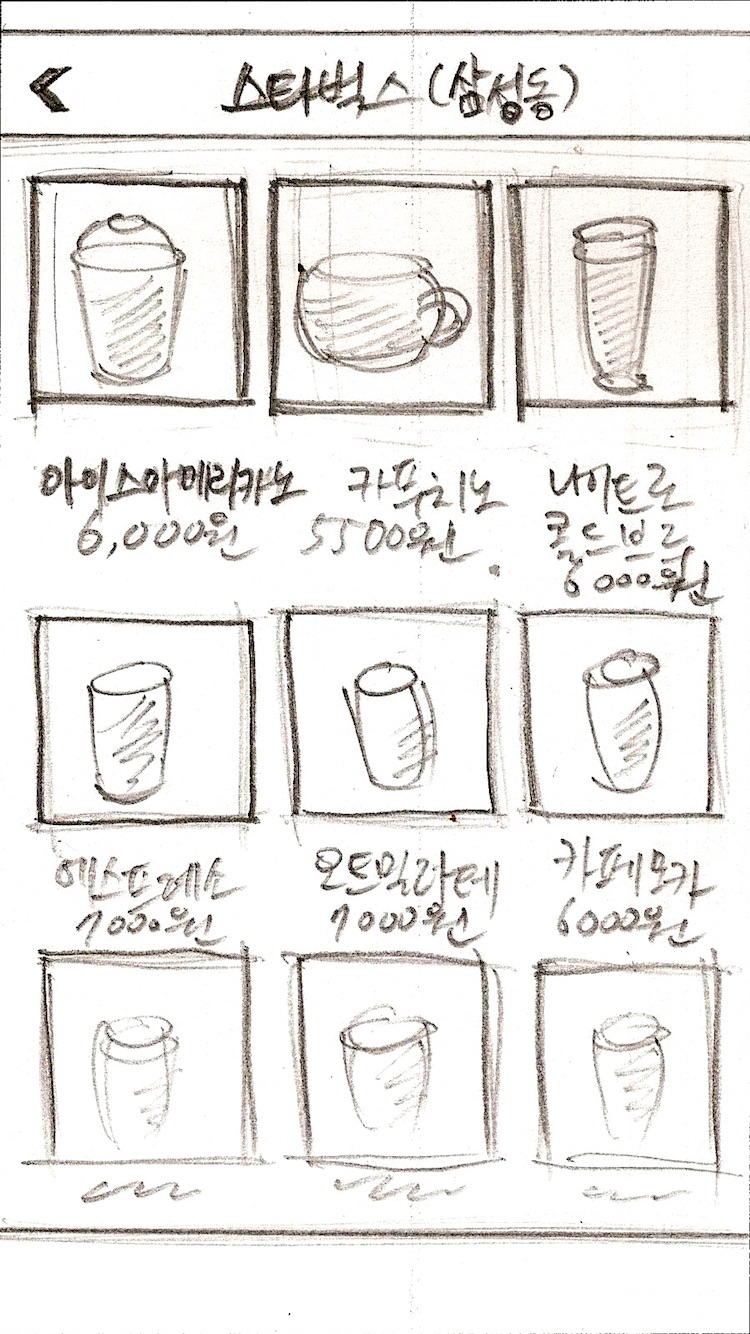 스타벅스 (삼성동)
아이스아메리카노
6,000원
카푸치노
5500원
나이트로
콜드브루
6000원
에스프레소
7000원
오트밀라떼
7000원
카페모카
6000원